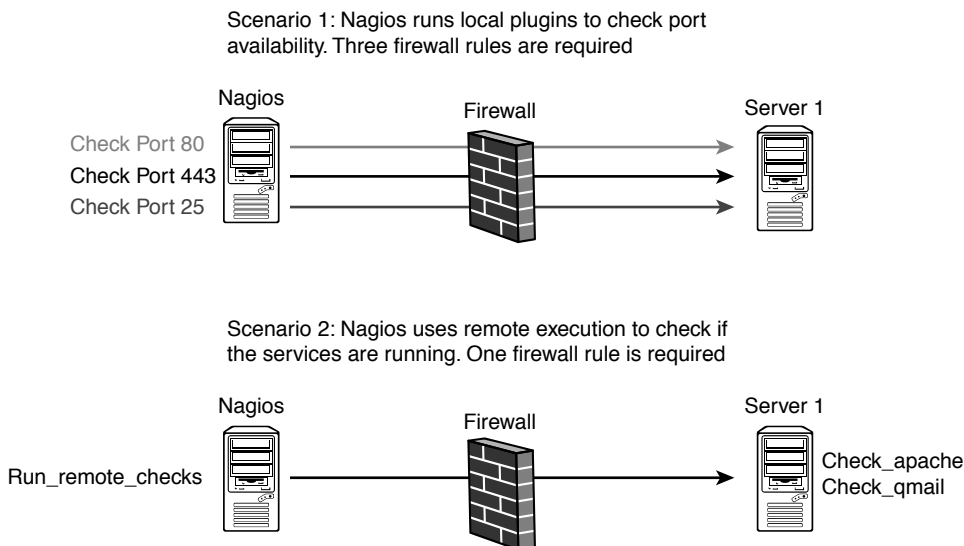 Scenario 1: Nagios runs local plugins to check port
availability. Three firewall rules are required
Nagios
Firewall
Server 1
Check Port 80
Check Port 443
Check Port 25
Scenario 2: Nagios uses remote execution to check if
the services are running. One firewall rule is required
Nagios
Firewall
Server 1
Run_remote_checks
Check_apache
Check_qmail